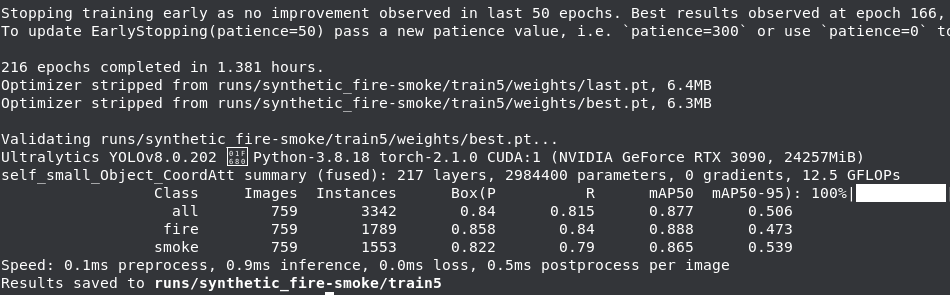 Stopping training early as no improvement observed in last 50 epochs. Best results observed at epoch 166,
To update EarlyStopping(patience=50) pass a new patience value, i.e. `patience=300` or use `patience=0` to
216 epochs completed in 1.381 hours.
Optimizer stripped from runs/synthetic_fire-smoke/train5/weights/last.pt, 6.4MB
Optimizer stripped from runs/synthetic_fire-smoke/train5/weights/best.pt, 6.3MB
Validating runs/synthetic_fire-smoke/train5/weights/best.pt...
Ultralytics YOLOv8.0.202 01F680 Python-3.8.18 torch-2.1.0 CUDA:1 (NVIDIA GeForce RTX 3090, 24257MiB)
self_small_Object_CoordAtt summary (fused): 217 layers, 2984400 parameters, 0 gradients, 12.5 GFLOPs
Class Images Instances Box(P R mAP50 mAP50-95): 100%|
all 759 3342 0.84 0.815 0.877 0.506
fire 759 1789 0.858 0.84 0.888 0.473
smoke 759 1553 0.822 0.79 0.865 0.539
Speed: 0.1ms preprocess, 0.9ms inference, 0.0ms loss, 0.5ms postprocess per image
Results saved to runs/synthetic_fire-smoke/train5